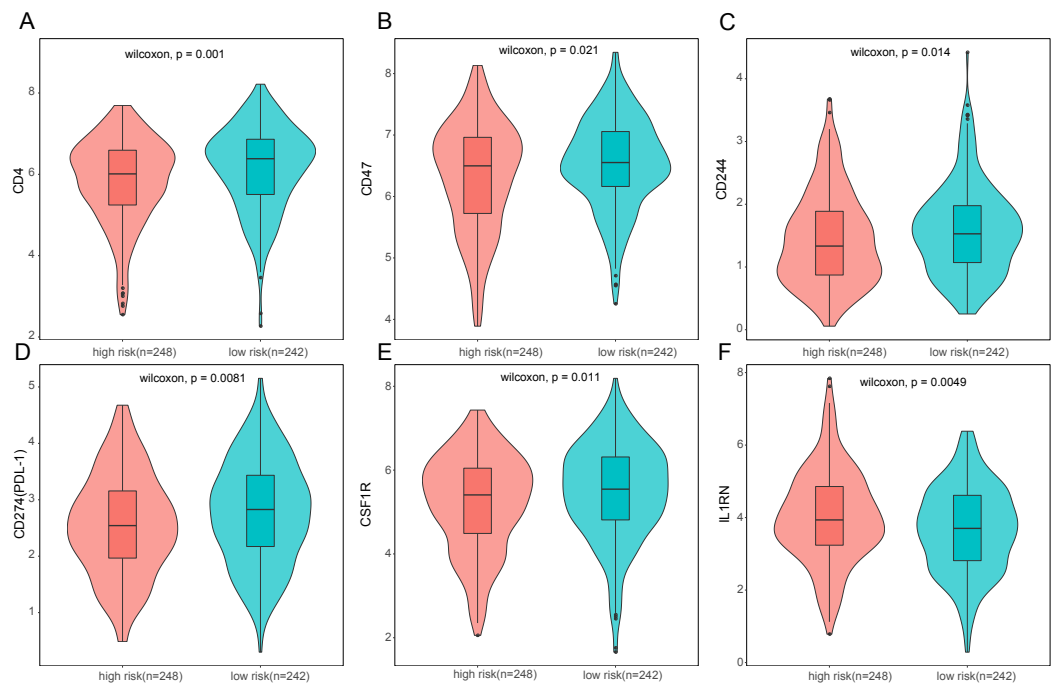 A
wilcoxon, p = 0.001
CD4
8
6
4
2
high risk(n=248) low risk(n=242)
B
wilcoxon, p = 0.021
CD47
8
7
6
5
4
high risk(n=248) low risk(n=242)
C
wilcoxon, p = 0.014
CD244
4
3
2
1
0
high risk(n=248) low risk(n=242)
D
wilcoxon, p = 0.0081
CD274(PDL-1)
5
4
3
2
1
high risk(n=248) low risk(n=242)
E
wilcoxon, p = 0.011
CSF1R
8
6
4
2
high risk(n=248) low risk(n=242)
F
wilcoxon, p = 0.0049
IL1RN
8
6
4
2
0
high risk(n=248) low risk(n=242)